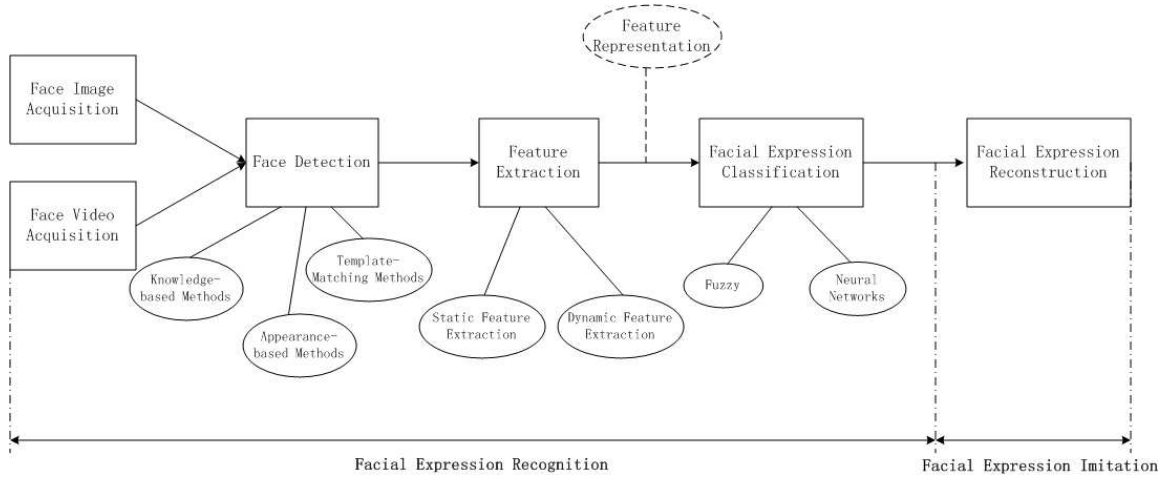 Feature
Representation
Face Image
Acquisition
Face Detection
Feature
Extraction
Facial Expression
Classification
Facial Expression
Reconstruction
Face Video
Acquisition
Knowledge-
based Methods
Template-
Matching Methods
Appearance-
based Methods
Static Feature
Extraction
Dynamic Feature
Extraction
Fuzzy
Neural
Networks
Facial Expression Recognition
Facial Expression Imitation